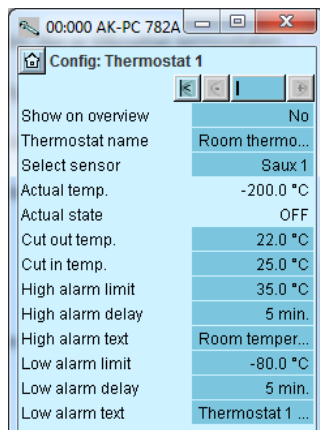 00:000 AK-PC 782A
Config: Thermostat 1
Show on overview No
Thermostat name Room thermo...
Select sensor Saux 1
Actual temp. -200.0 °C
Actual state OFF
Cut out temp. 22.0 °C
Cut in temp. 25.0 °C
High alarm limit 35.0 °C
High alarm delay 5 min.
High alarm text Room temper...
Low alarm limit -80.0 °C
Low alarm delay 5 min.
Low alarm text Thermostat 1 ...